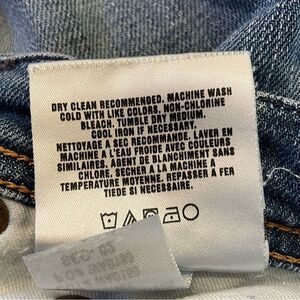 DRY CLEAN RECOMMENDED, MACHINE WASH
COLD WITH LIKE COLORS, NON-CHLORINE
BLEACH. TUMBLE DRY MEDIUM.
COOL IRON IF NECESSARY.
NETTOYAGE A SEC RECOMMANDE. LAVER EN
MACHINE A L'EAU FROIDE AVEC COULEURS
SIMILAIRES. AGENT DE BLANCHIMENT SANS
CHLORE. SECHER A LA MACHINE A
TEMPERATURE MOYENNE. REPASSER A FER
TIEDE SI NECESSAIRE.